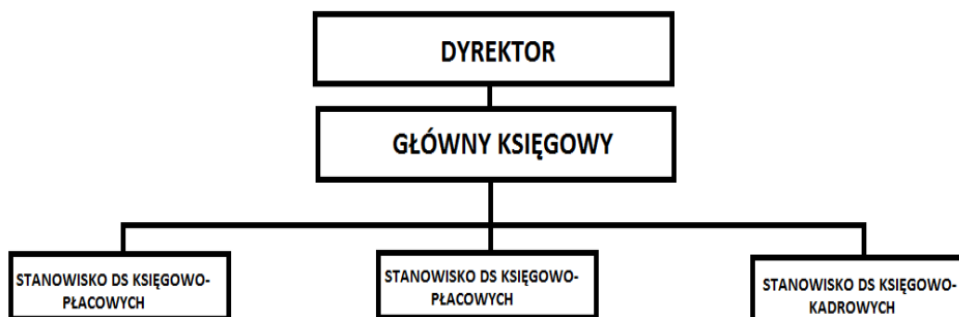 DYREKTOR
GŁÓWNY KSIĘGOWY
STANOWISKO DS KSIĘGOWO-
PŁACOWYCH
STANOWISKO DS KSIĘGOWO-
PŁACOWYCH
STANOWISKO DS KSIĘGOWO-
KADROWYCH